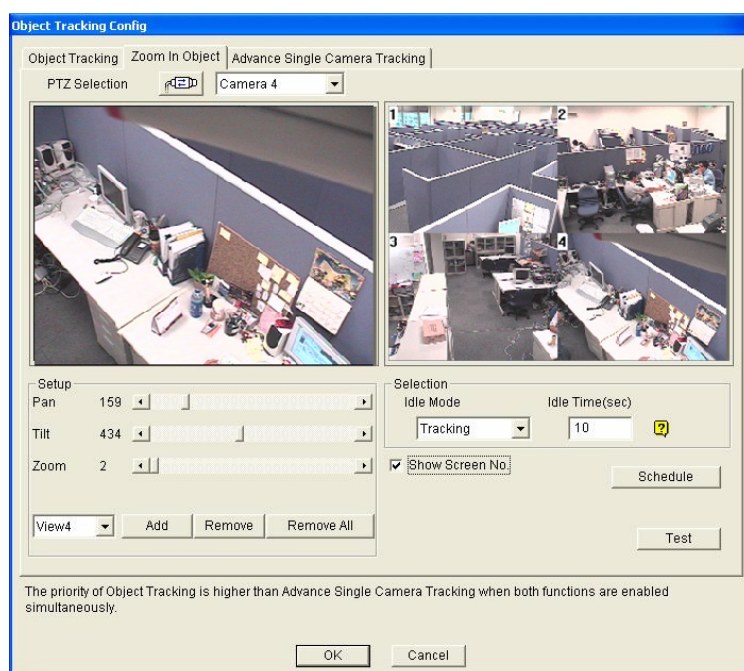 Object Tracking Config
Object Tracking
Zoom In Object
Advance Single Camera Tracking
PTZ Selection
Camera 4
1
2
3
4
Setup
Pan 159
Tilt 434
Zoom 2
View4
Add
Remove
Remove All
Selection
Idle Mode
Idle Time(sec)
Tracking
10
?
Show Screen No.
Schedule
Test
The priority of Object Tracking is higher than Advance Single Camera Tracking when both functions are enabled
simultaneously.
OK
Cancel